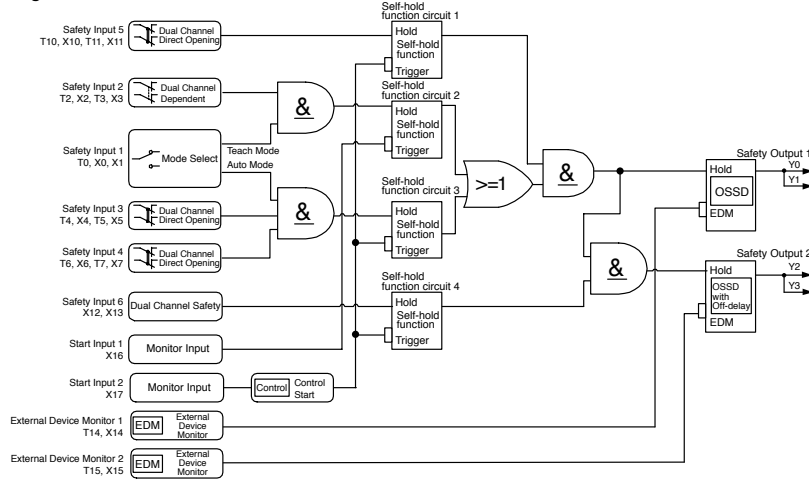 Self-hold
function circuit 1
Safety Input 5
T10, X10, T11, X11
Dual Channel
Direct Opening
Hold
Self-hold
function
Trigger
Safety Input 2
T2, X2, T3, X3
Dual Channel
Dependent
&
Self-hold
function circuit 2
Hold
Self-hold
function
Trigger
Safety Input 1
T0, X0, X1
Mode Select
Teach Mode
Auto Mode
>=1
&
Safety Output 1
Hold
OSSD
EDM
Y0
Y1
Safety Input 3
T4, X4, T5, X5
Dual Channel
Direct Opening
&
Self-hold
function circuit 3
Hold
Self-hold
function
Trigger
Safety Input 4
T6, X6, T7, X7
Dual Channel
Direct Opening
&
Safety Output 2
Hold
OSSD
with
Off-delay
EDM
Y2
Y3
Safety Input 6
X12, X13
Dual Channel Safety
Self-hold
function circuit 4
Hold
Self-hold
function
Trigger
Start Input 1
X16
Monitor Input
Start Input 2
X17
Monitor Input
Control
Control
Start
External Device Monitor 1
T14, X14
EDM
External
Device
Monitor
External Device Monitor 2
T15, X15
EDM
External
Device
Monitor